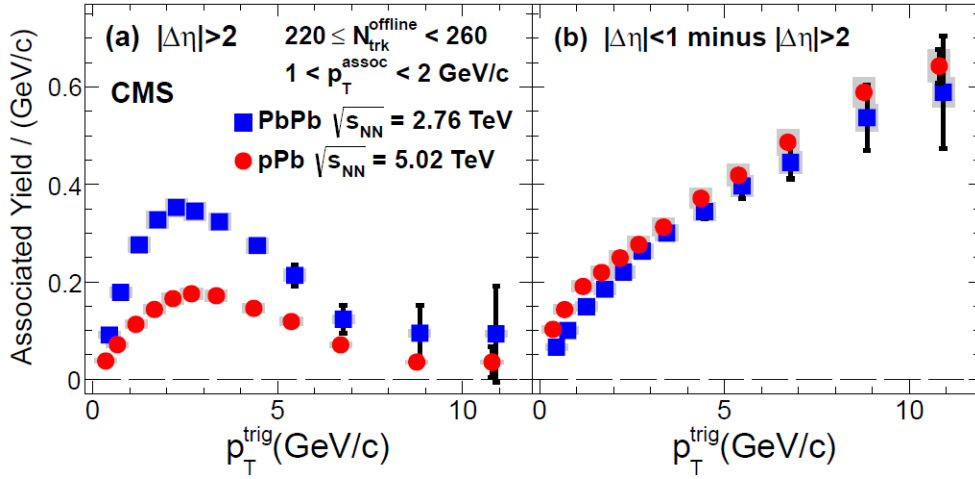 (a) |Δη|>2
220 ≤ N_trk^offline < 260
1 < p_T^assoc < 2 GeV/c
CMS
PbPb √s_NN = 2.76 TeV
pPb √s_NN = 5.02 TeV
(b) |Δη|<1 minus |Δη|>2
Associated Yield / (GeV/c)
0.6
0.4
0.2
0
0 5 10
0 5 10
p_T^trig(GeV/c)
p_T^trig(GeV/c)